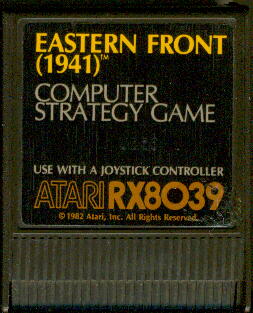 EASTERN FRONT
(1941)™
COMPUTER
STRATEGY GAME
USE WITH A JOYSTICK CONTROLLER
ATARI RX8039
© 1982 Atari, Inc. All Rights Reserved.